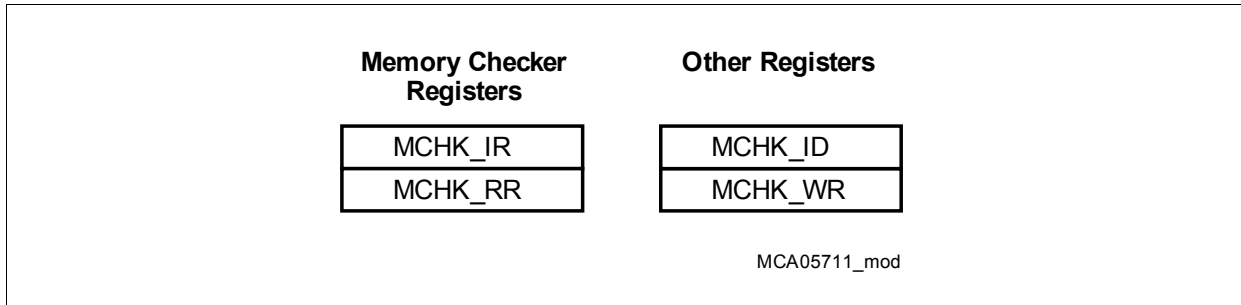 Memory Checker
Registers
MCHK_IR
MCHK_RR
Other Registers
MCHK_ID
MCHK_WR
MCA05711_mod